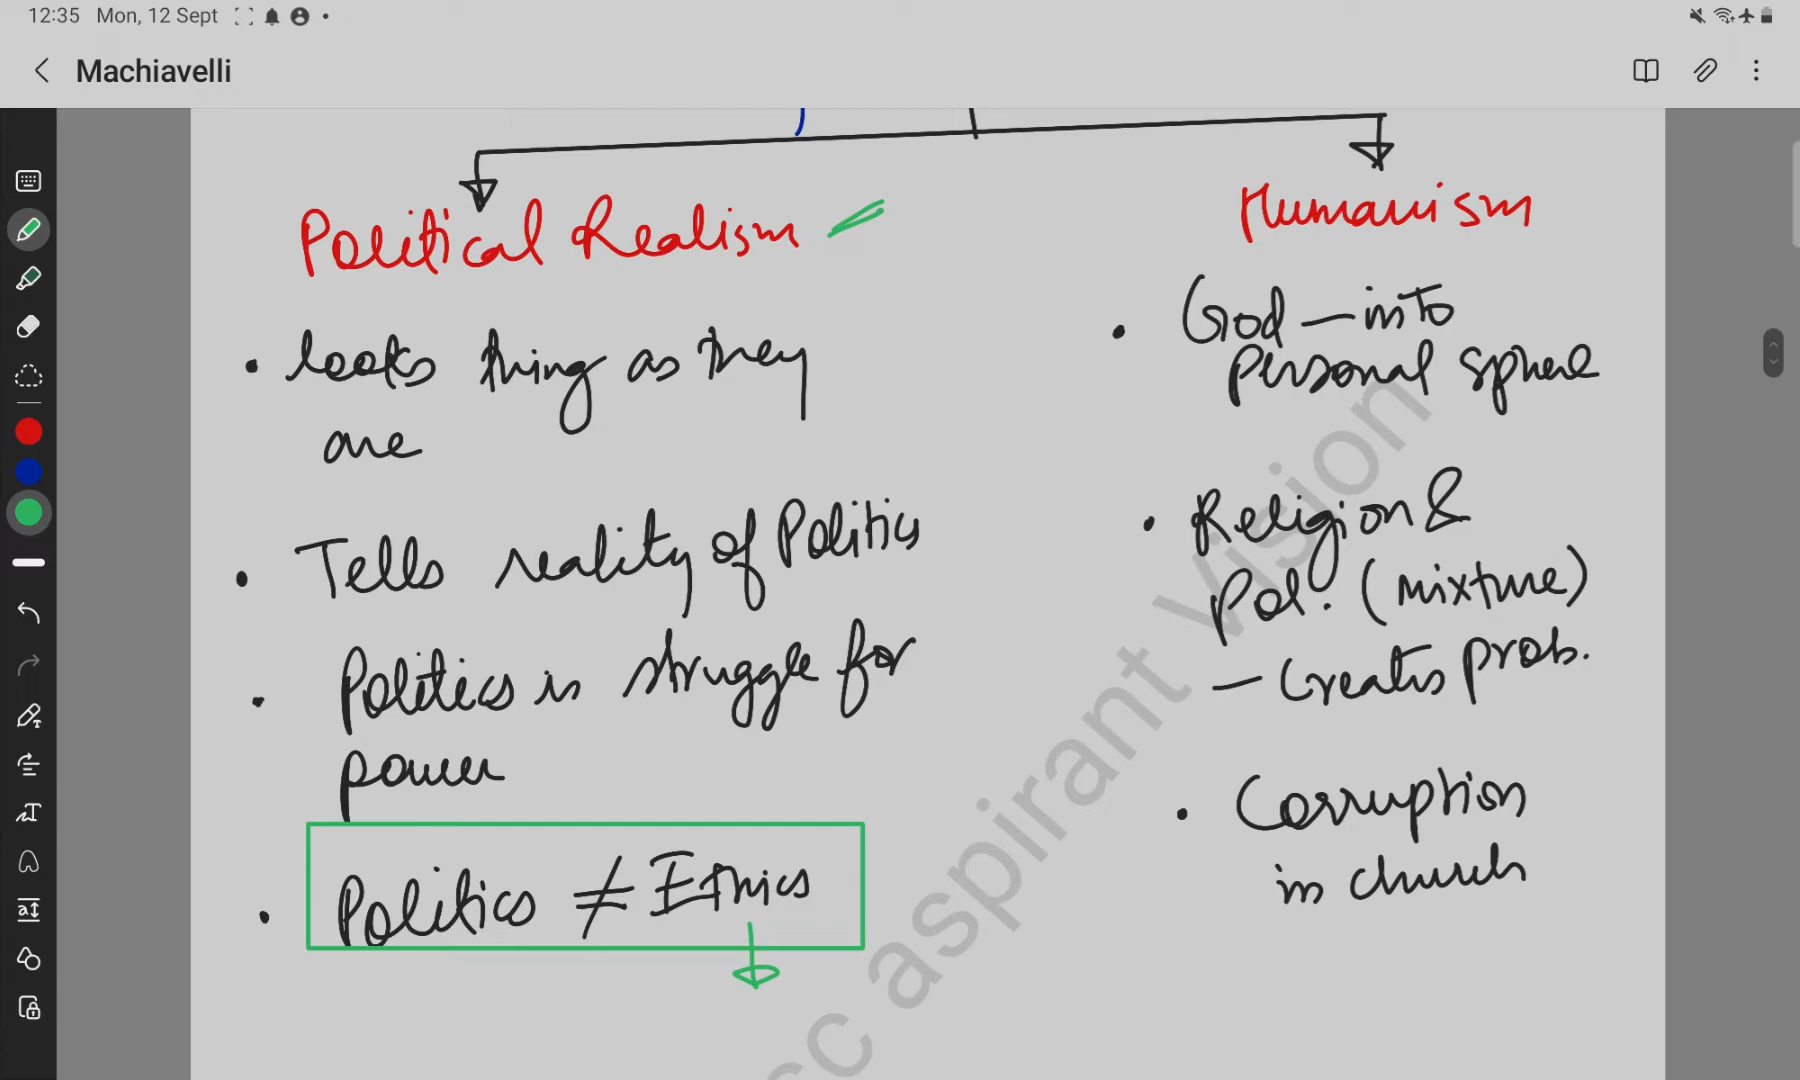 12:35 Mon, 12 Sept
Machiavelli
Political Realism
• looks thing as they
are
• Tells reality of Politics
• Politics is struggle for
power
• Politics ≠ Ethics
Humanism
• God — into
personal sphere
• Religion &
Pol. (mixture)
— Creates prob.
• Corruption
in church
sc aspirant vision